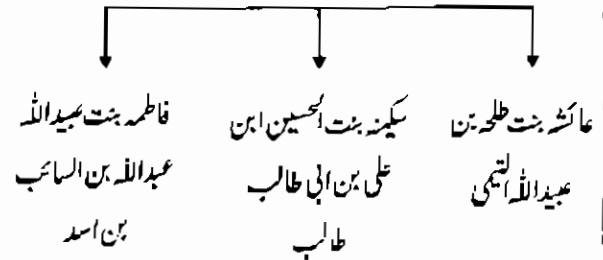 عائشہ بنت طلحہ بن
عبیداللہ التیمی
سکینہ بنت الحسین ابن
علی بن ابی طالب
طالب
فاطمہ بنت عبیداللہ
عبداللہ بن السائب
بن اسد